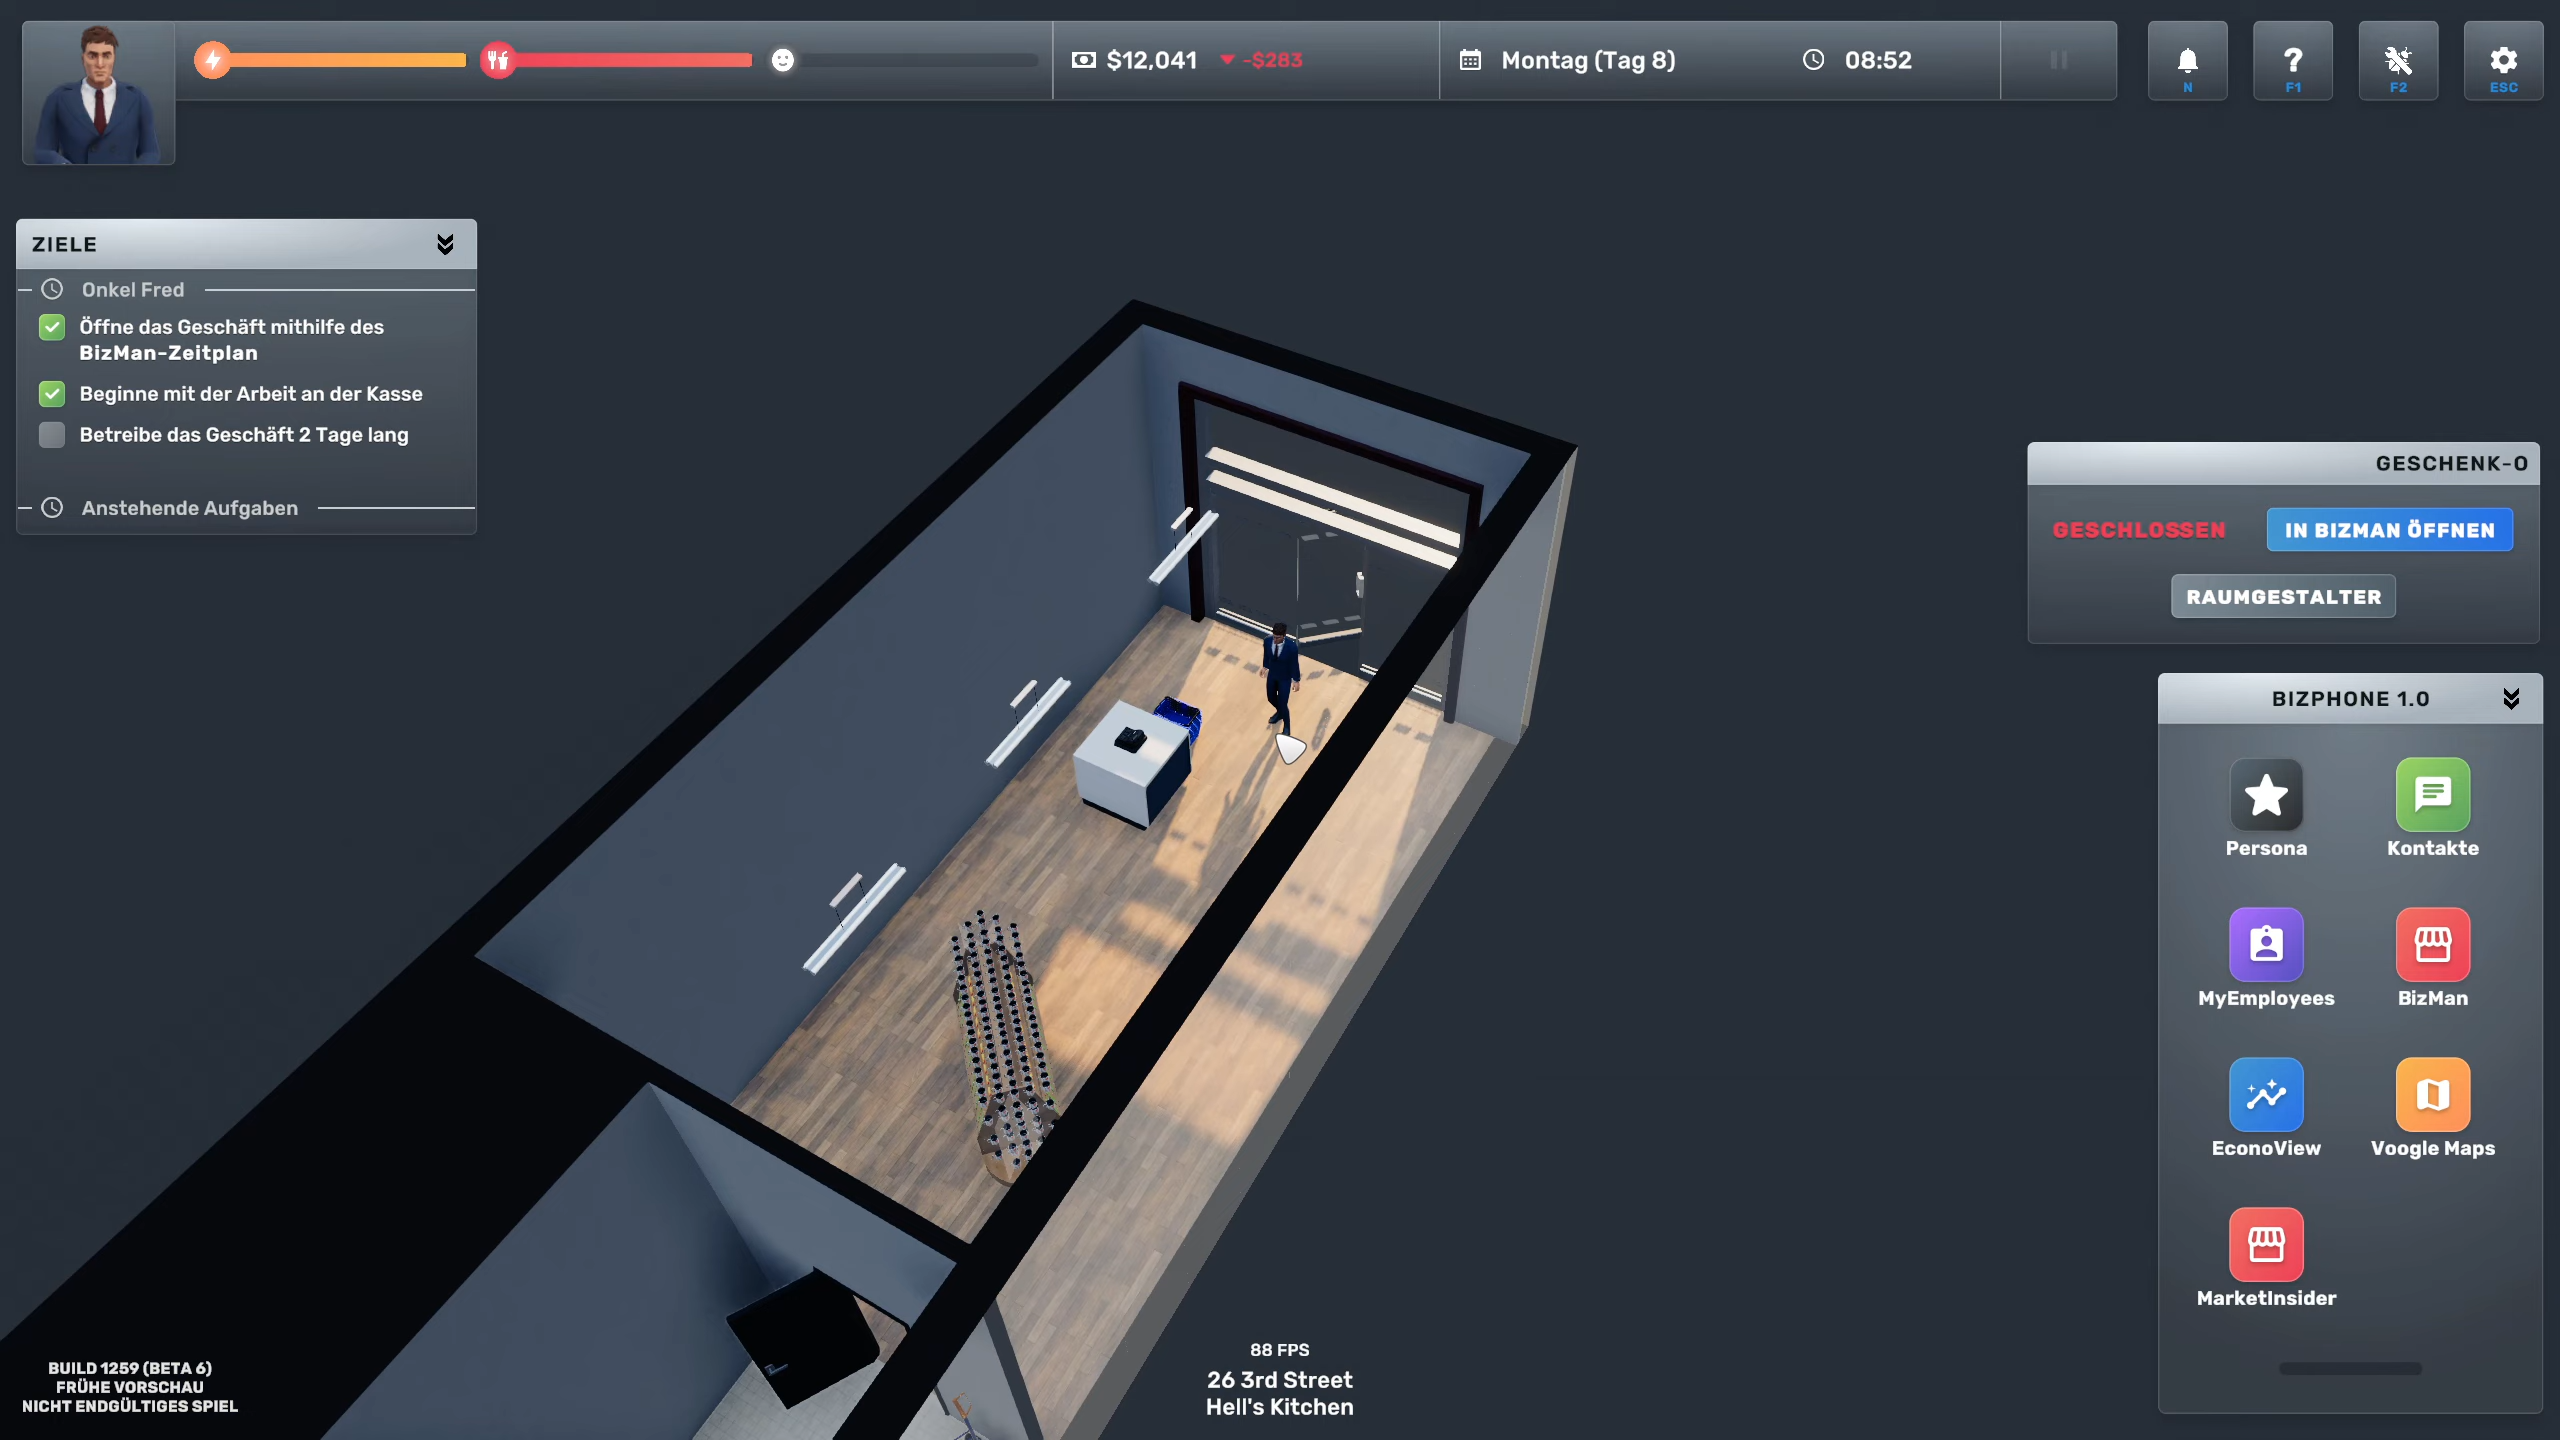 $12,041
-$283
Montag (Tag 8)
08:52
N
F1
F2
ESC
ZIELE
Onkel Fred
Öffne das Geschäft mithilfe des
BizMan-Zeitplan
Beginne mit der Arbeit an der Kasse
Betreibe das Geschäft 2 Tage lang
Anstehende Aufgaben
GESCHENK-O
GESCHLOSSEN
IN BIZMAN ÖFFNEN
RAUMGESTALTER
BIZPHONE 1.0
Persona
Kontakte
MyEmployees
BizMan
EconoView
Voogle Maps
MarketInsider
88 FPS
26 3rd Street
Hell's Kitchen
BUILD 1259 (BETA 6)
FRÜHE VORSCHAU
NICHT ENDGÜLTIGES SPIEL